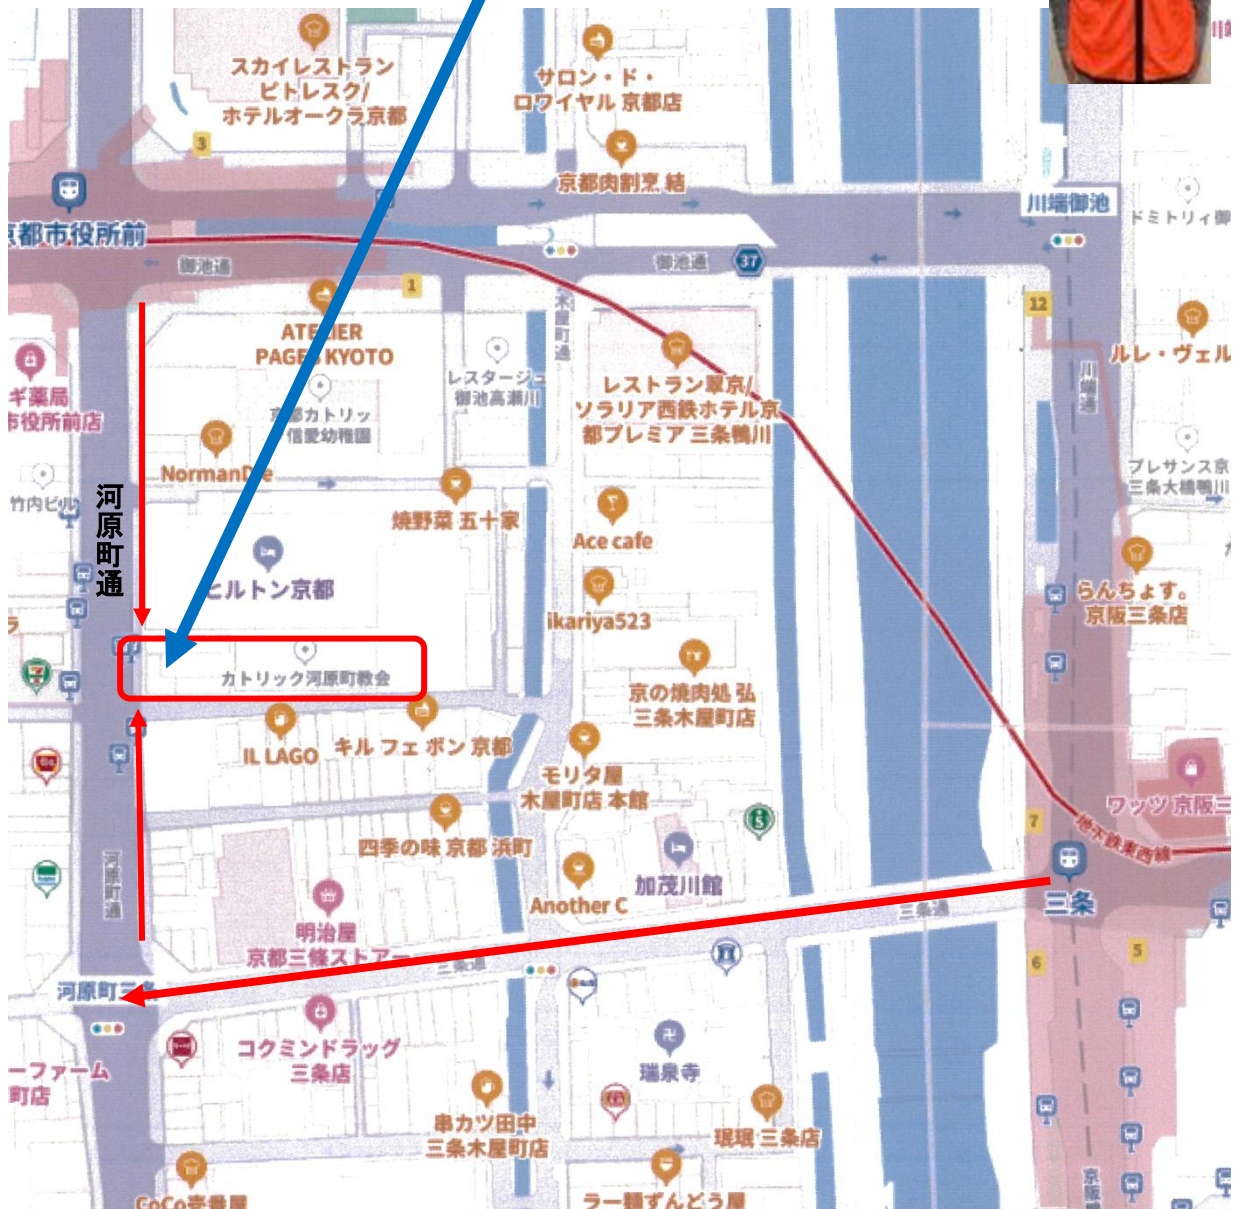 スカイレストラン
ピトレスク/
ホテルオークラ京都
サロン・ド・
ロワイヤル 京都店
3
京都肉割烹 結
川端御池
ドミトリィ御
京都市役所前
御池通
御池通
37
1
12
木屋町通
ATELIER
PAGES KYOTO
ルレ・ヴェル
ギ薬局
市役所前店
レスタージュ
御池高瀬川
レストラン翠京/
ソラリア西鉄ホテル京
都プレミア 三条鴨川
川端通
京都カトリッ
信愛幼稚園
NormanDie
プレサンス京
三条大橋鴨川
竹内ビル
河原町通
焼野菜 五十家
Ace cafe
ヒルトン京都
ikariya523
らんちょす。
京阪三条店
カトリック河原町教会
京の焼肉処 弘
三条木屋町店
IL LAGO
キル フェ ボン 京都
モリタ屋
木屋町店 本館
ワッツ 京阪三
7
地下鉄東西線
四季の味 京都 浜町
河原町通
加茂川館
Another C
三条
三条通
明治屋
京都三條ストアー
三条通
6
5
河原町三条
コクミンドラッグ
三条店
瑞泉寺
ーファーム
町店
串カツ田中
三条木屋町店
珉珉 三条店
京阪
CoCo壱番屋
ラー麺ずんどう屋